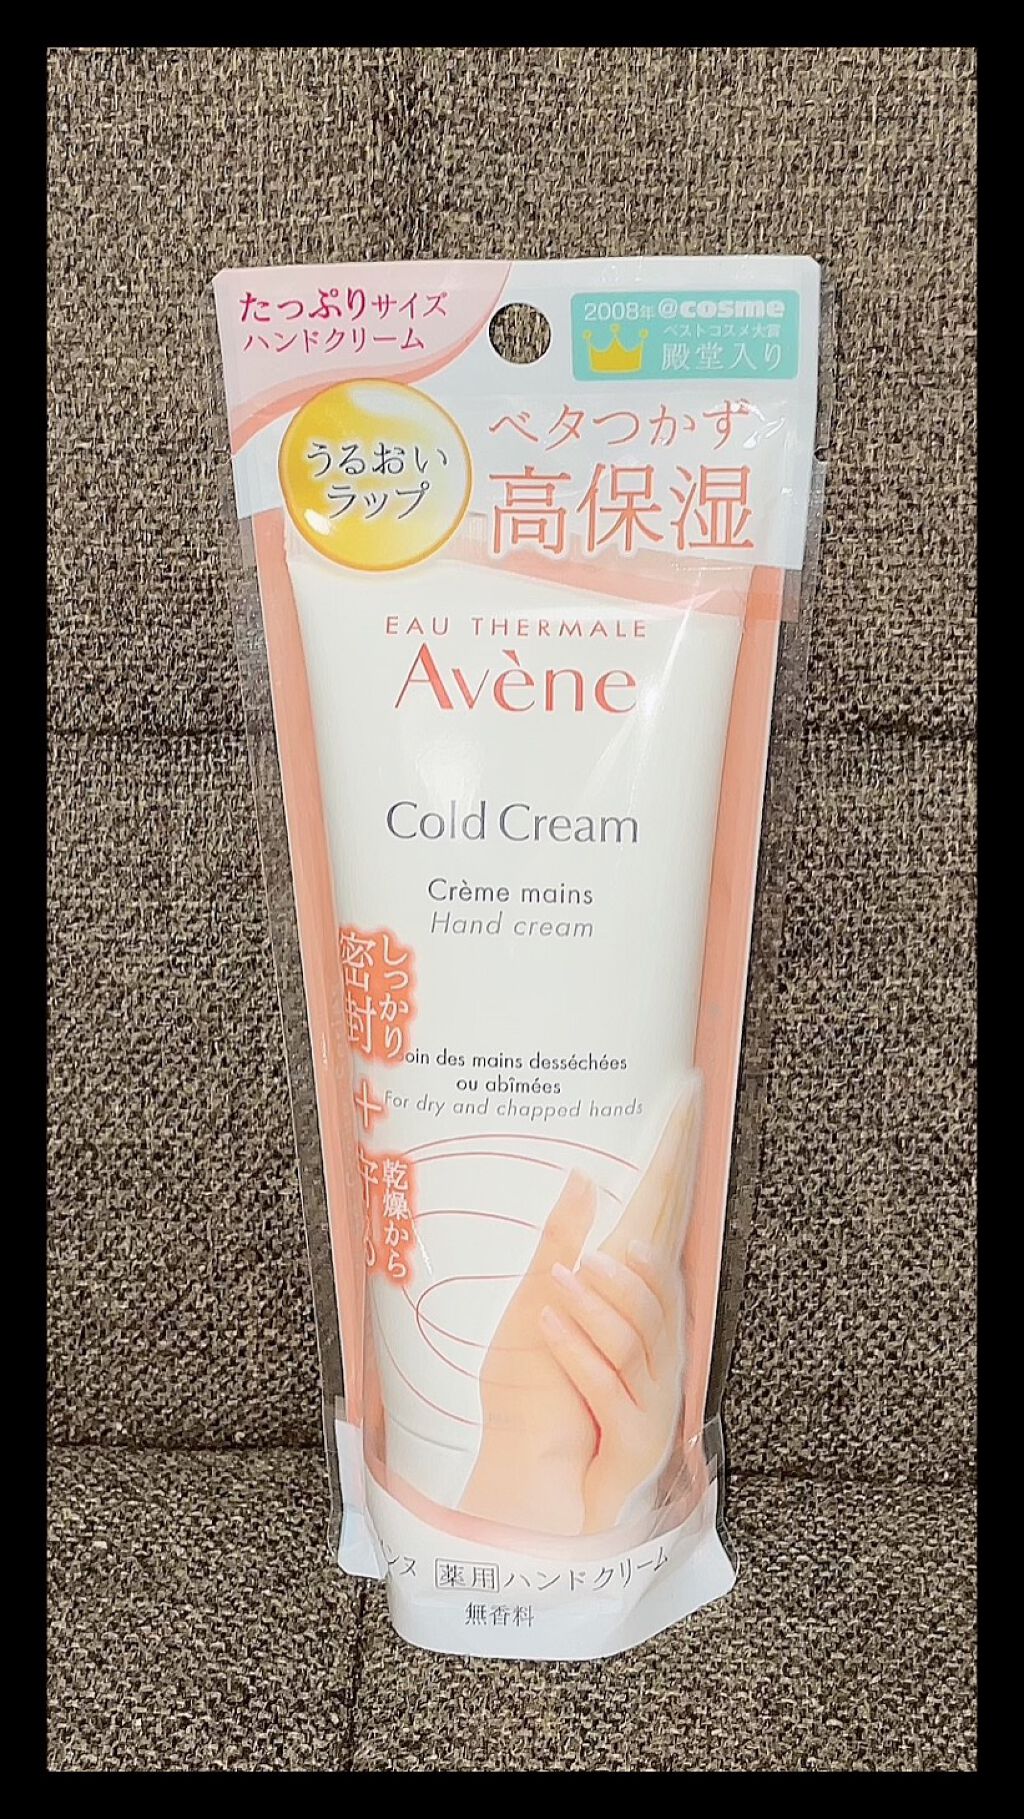 たっぷりサイズ
ハンドクリーム
2008年@cosme
ベストコスメ大賞
殿堂入り
うるおい
ラップ
ベタつかず
高保湿
EAU THERMALE
Avène
Cold Cream
Crème mains
Hand cream
しっかり
密封
+
乾燥から
oin des mains desséchées
ou abîmées
For dry and chapped hands
ンヌ 薬用 ハンドクリーム
無香料